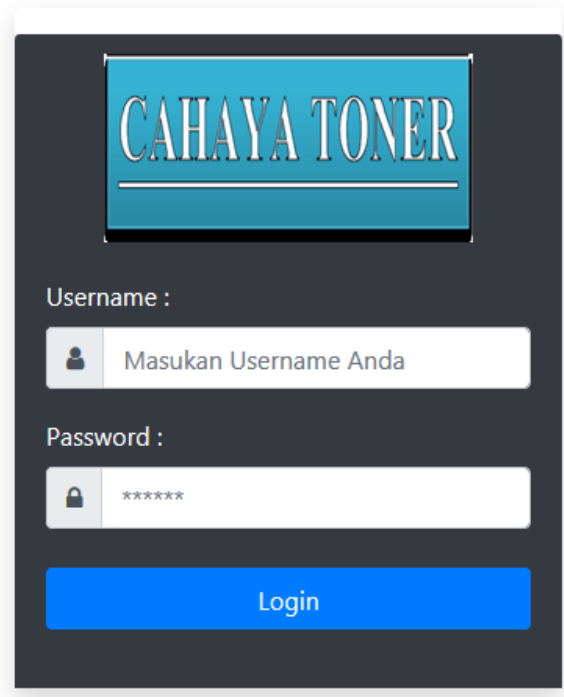 CAHAYA TONER
Username :
Masukan Username Anda
Password :
******
Login